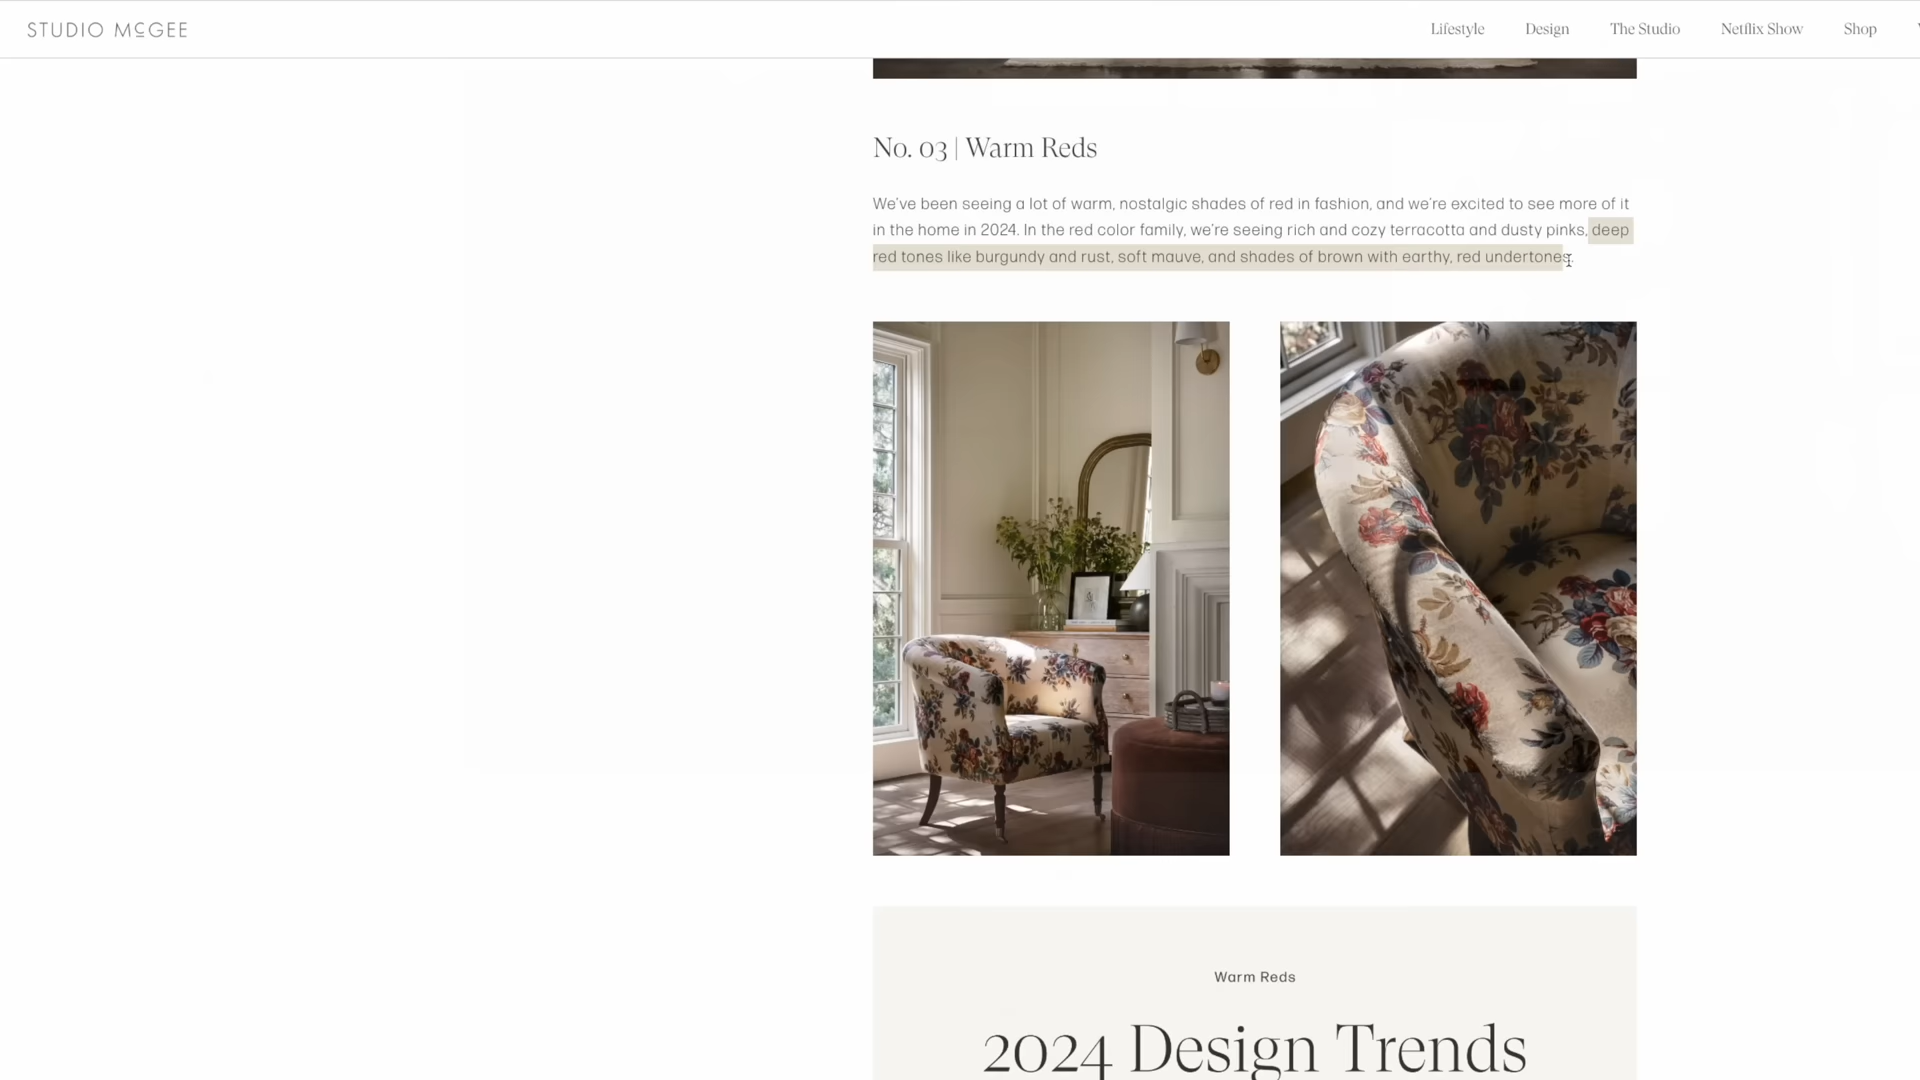 STUDIO McGEE
Lifestyle
Design
The Studio
Netflix Show
Shop
No. 03 | Warm Reds
We've been seeing a lot of warm, nostalgic shades of red in fashion, and we're excited to see more of it
in the home in 2024. In the red color family, we're seeing rich and cozy terracotta and dusty pinks, deep
red tones like burgundy and rust, soft mauve, and shades of brown with earthy, red undertones.
Warm Reds
2024 Design Trends